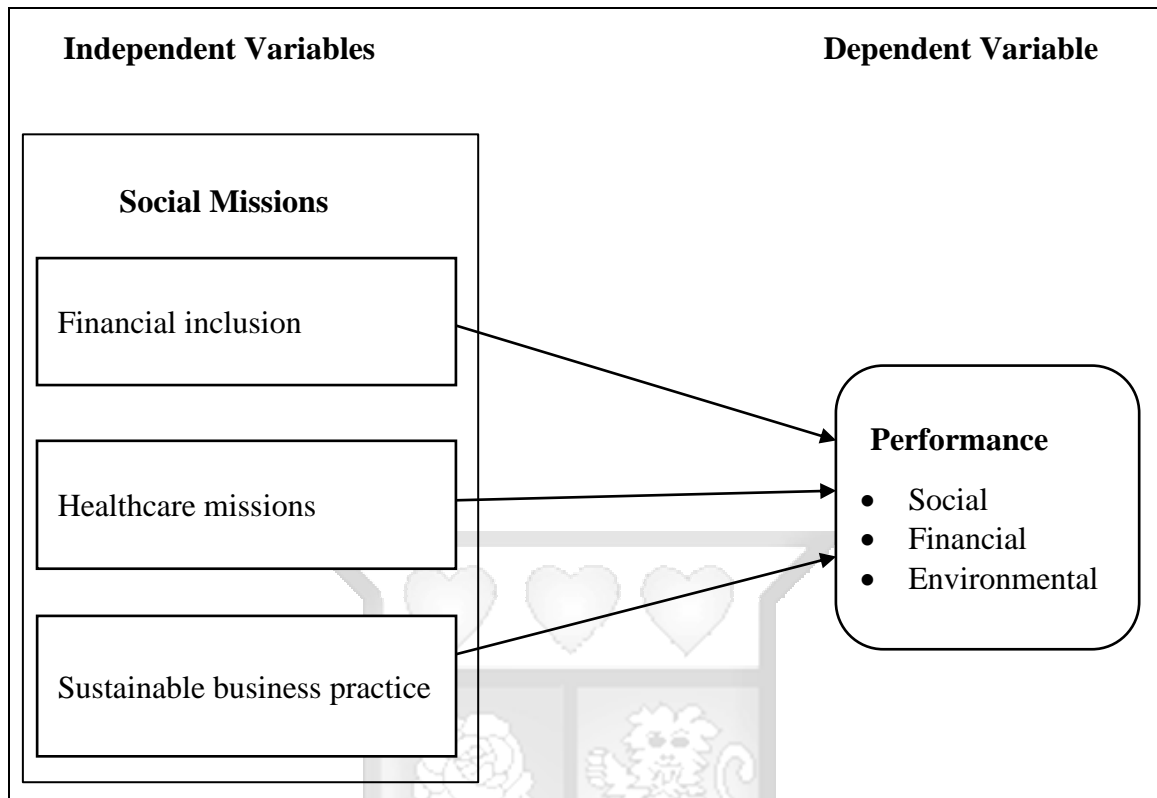 Independent Variables
Dependent Variable
Social Missions
Financial inclusion
Healthcare missions
Sustainable business practice
Performance
• Social
• Financial
• Environmental